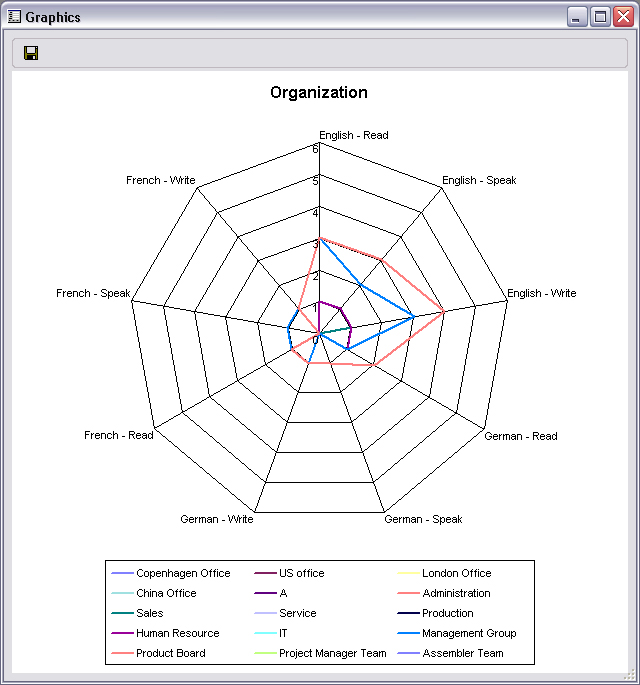 Graphics
Organization
English - Read
6
French - Write
English - Speak
5
4
3
French - Speak
English - Write
2
1
0
French - Read
German - Read
German - Write
German - Speak
Copenhagen Office US office London Office
China Office A Administration
Sales Service Production
Human Resource IT Management Group
Product Board Project Manager Team Assembler Team